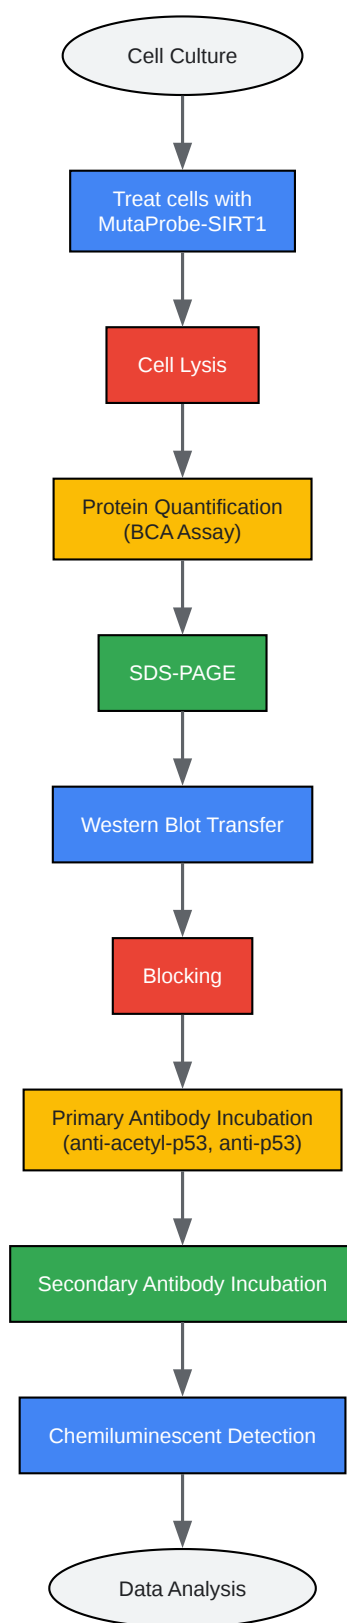 Cell Culture
Treat cells with
MutaProbe-SIRT1
Cell Lysis
Protein Quantification
(BCA Assay)
SDS-PAGE
Western Blot Transfer
Blocking
Primary Antibody Incubation
(anti-acetyl-p53, anti-p53)
Secondary Antibody Incubation
Chemiluminescent Detection
Data Analysis